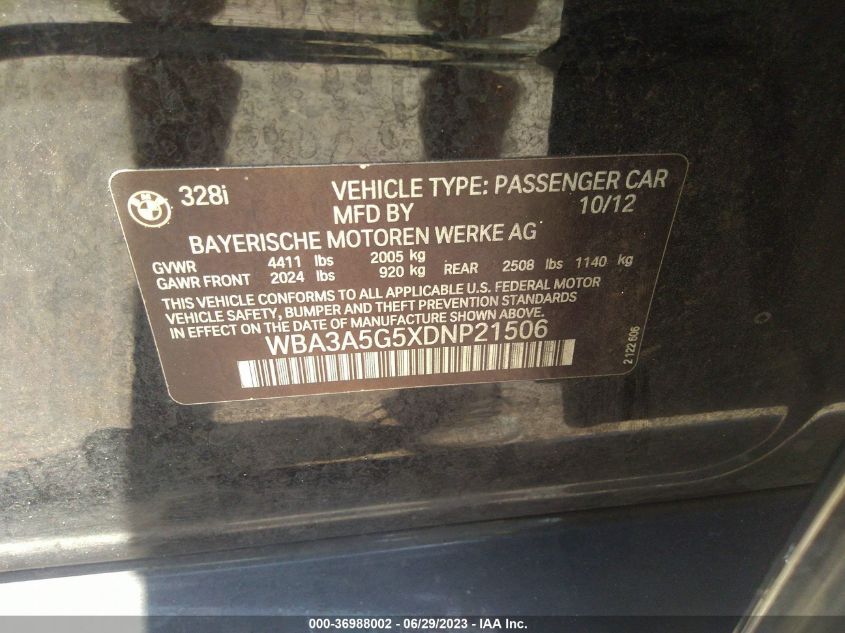 328i VEHICLE TYPE: PASSENGER CAR
MFD BY 10/12
BAYERISCHE MOTOREN WERKE AG
GVWR 4411 lbs 2005 kg
GAWR FRONT 2024 lbs 920 kg REAR 2508 lbs 1140 kg
THIS VEHICLE CONFORMS TO ALL APPLICABLE U.S. FEDERAL MOTOR
VEHICLE SAFETY, BUMPER AND THEFT PREVENTION STANDARDS
IN EFFECT ON THE DATE OF MANUFACTURE SHOWN ABOVE.
WBA3A5G5XDNP21506
2 122 606
000-36988002 - 06/29/2023 - IAA Inc.